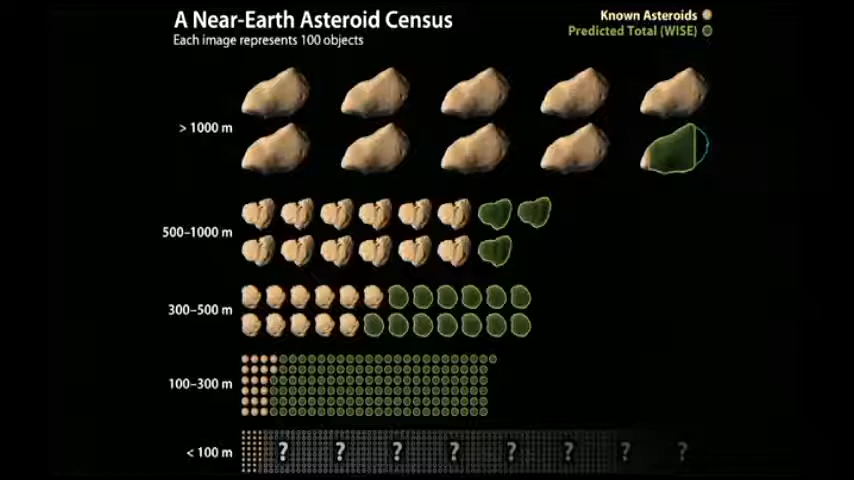 A Near-Earth Asteroid Census
Each image represents 100 objects
Known Asteroids
Predicted Total (WISE)
> 1000 m
500–1000 m
300–500 m
100–300 m
< 100 m
? ? ? ? ? ? ? ?